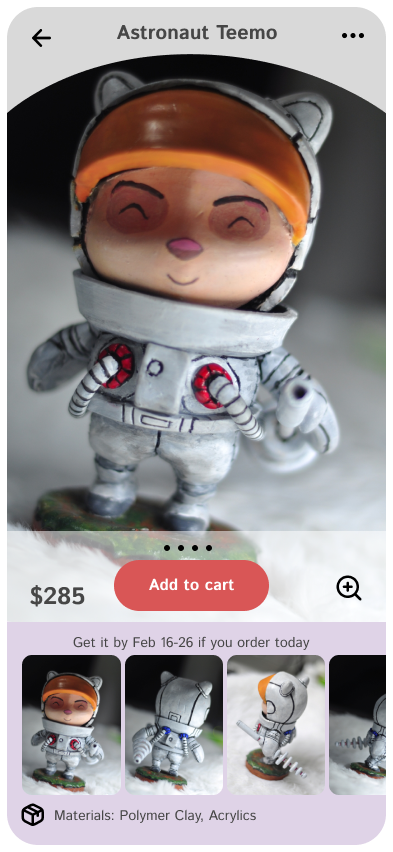 Astronaut Teemo
$285
Add to cart
Get it by Feb 16-26 if you order today
Materials: Polymer Clay, Acrylics